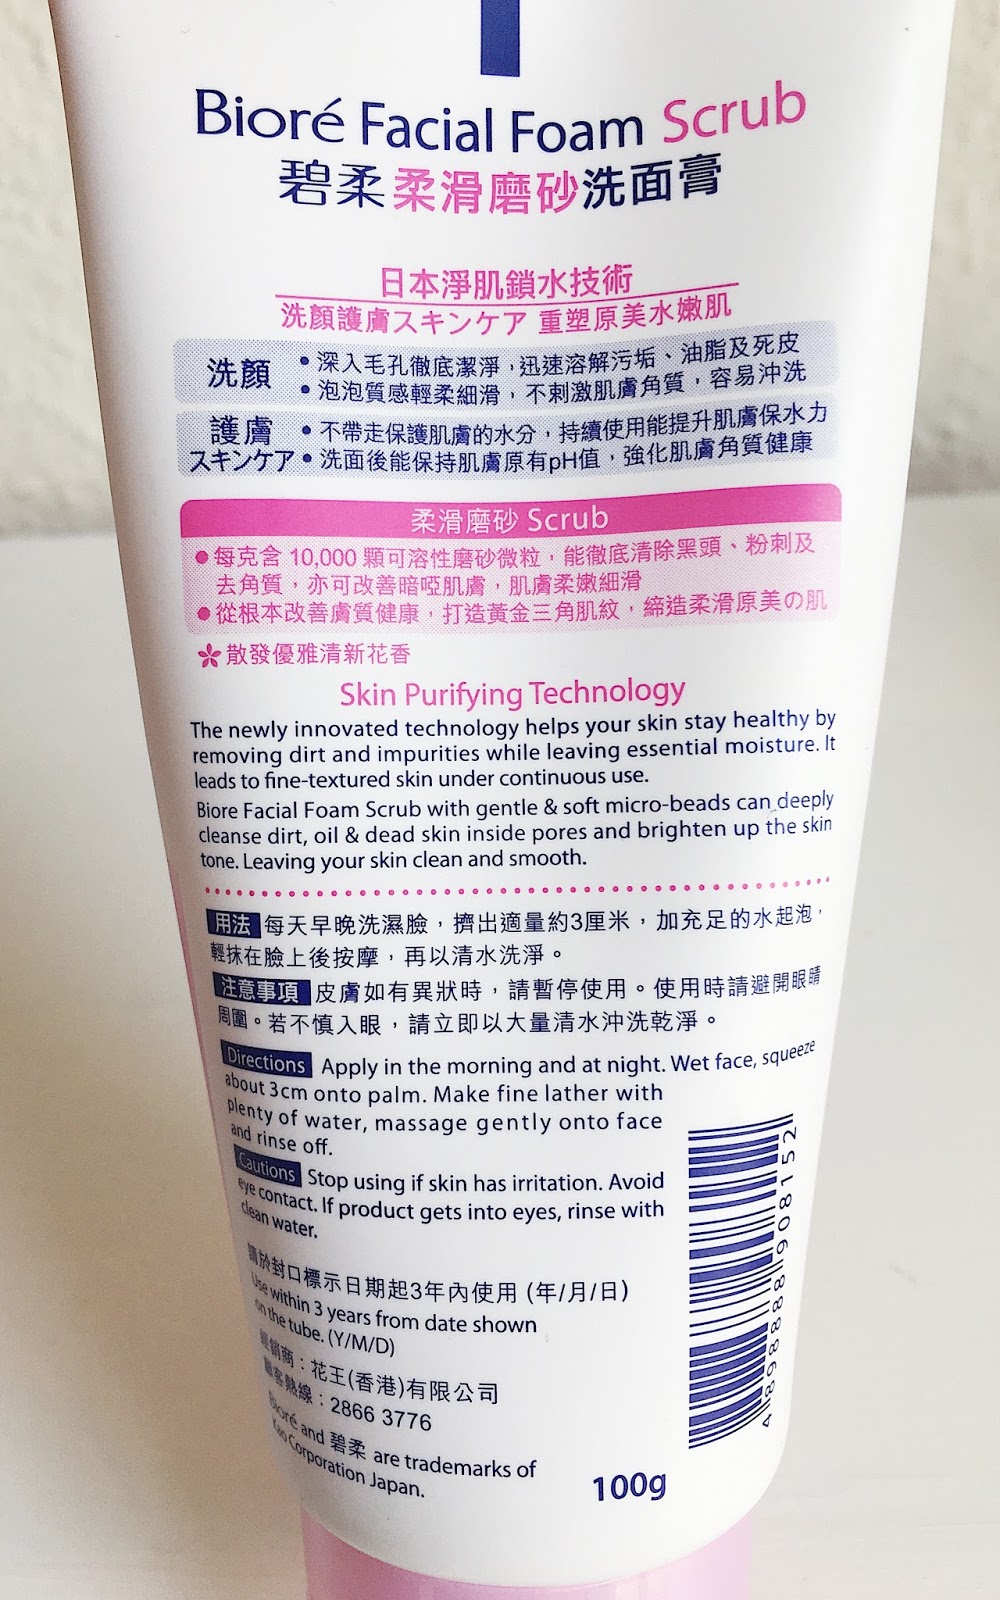 Bioré Facial Foam Scrub
碧柔柔滑磨砂洗面膏
日本淨肌鎖水技術
洗顏護膚スキンケア 重塑原美水嫩肌
洗顏
• 深入毛孔徹底潔淨，迅速溶解污垢、油脂及死皮
• 泡泡質感輕柔細滑，不刺激肌膚角質，容易沖洗
護膚
スキンケア
• 不帶走保護肌膚的水分，持續使用能提升肌膚保水力
• 洗面後能保持肌膚原有pH值，強化肌膚角質健康
柔滑磨砂 Scrub
• 每克含 10,000 顆可溶性磨砂微粒，能徹底清除黑頭、粉刺及
去角質，亦可改善暗啞肌膚，肌膚柔嫩細滑
• 從根本改善膚質健康，打造黃金三角肌紋，締造柔滑原美の肌
散發優雅清新花香
Skin Purifying Technology
The newly innovated technology helps your skin stay healthy by
removing dirt and impurities while leaving essential moisture. It
leads to fine-textured skin under continuous use.
Biore Facial Foam Scrub with gentle & soft micro-beads can deeply
cleanse dirt, oil & dead skin inside pores and brighten up the skin
tone. Leaving your skin clean and smooth.
用法 每天早晚洗濕臉，擠出適量約3厘米，加充足的水起泡，
輕抹在臉上後按摩，再以清水洗淨。
注意事項 皮膚如有異狀時，請暫停使用。使用時請避開眼睛
周圍。若不慎入眼，請立即以大量清水沖洗乾淨。
Directions Apply in the morning and at night. Wet face, squeeze
about 3cm onto palm. Make fine lather with
plenty of water, massage gently onto face
and rinse off.
Cautions Stop using if skin has irritation. Avoid
eye contact. If product gets into eyes, rinse with
clean water.
請於封口標示日期起3年內使用 (年/月/日)
Use within 3 years from date shown
on the tube. (Y/M/D)
經銷商：花王(香港)有限公司
顧客熱線：2866 3776
Bioré and 碧柔 are trademarks of
Kao Corporation Japan.
100g
4 898888 908152